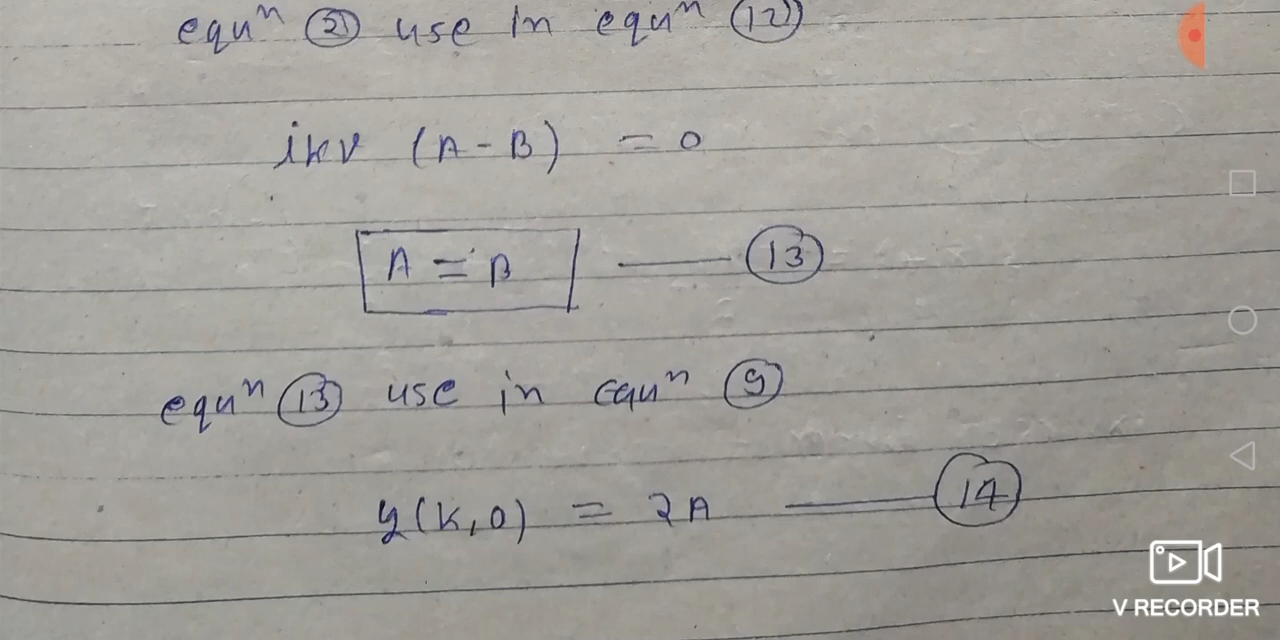 equⁿ ② use in equⁿ ⑫
ikv (A - B) = 0
A = B —— ⑬
equⁿ ⑬ use in equⁿ ⑨
y(k,0) = 2A —— ⑭
V RECORDER